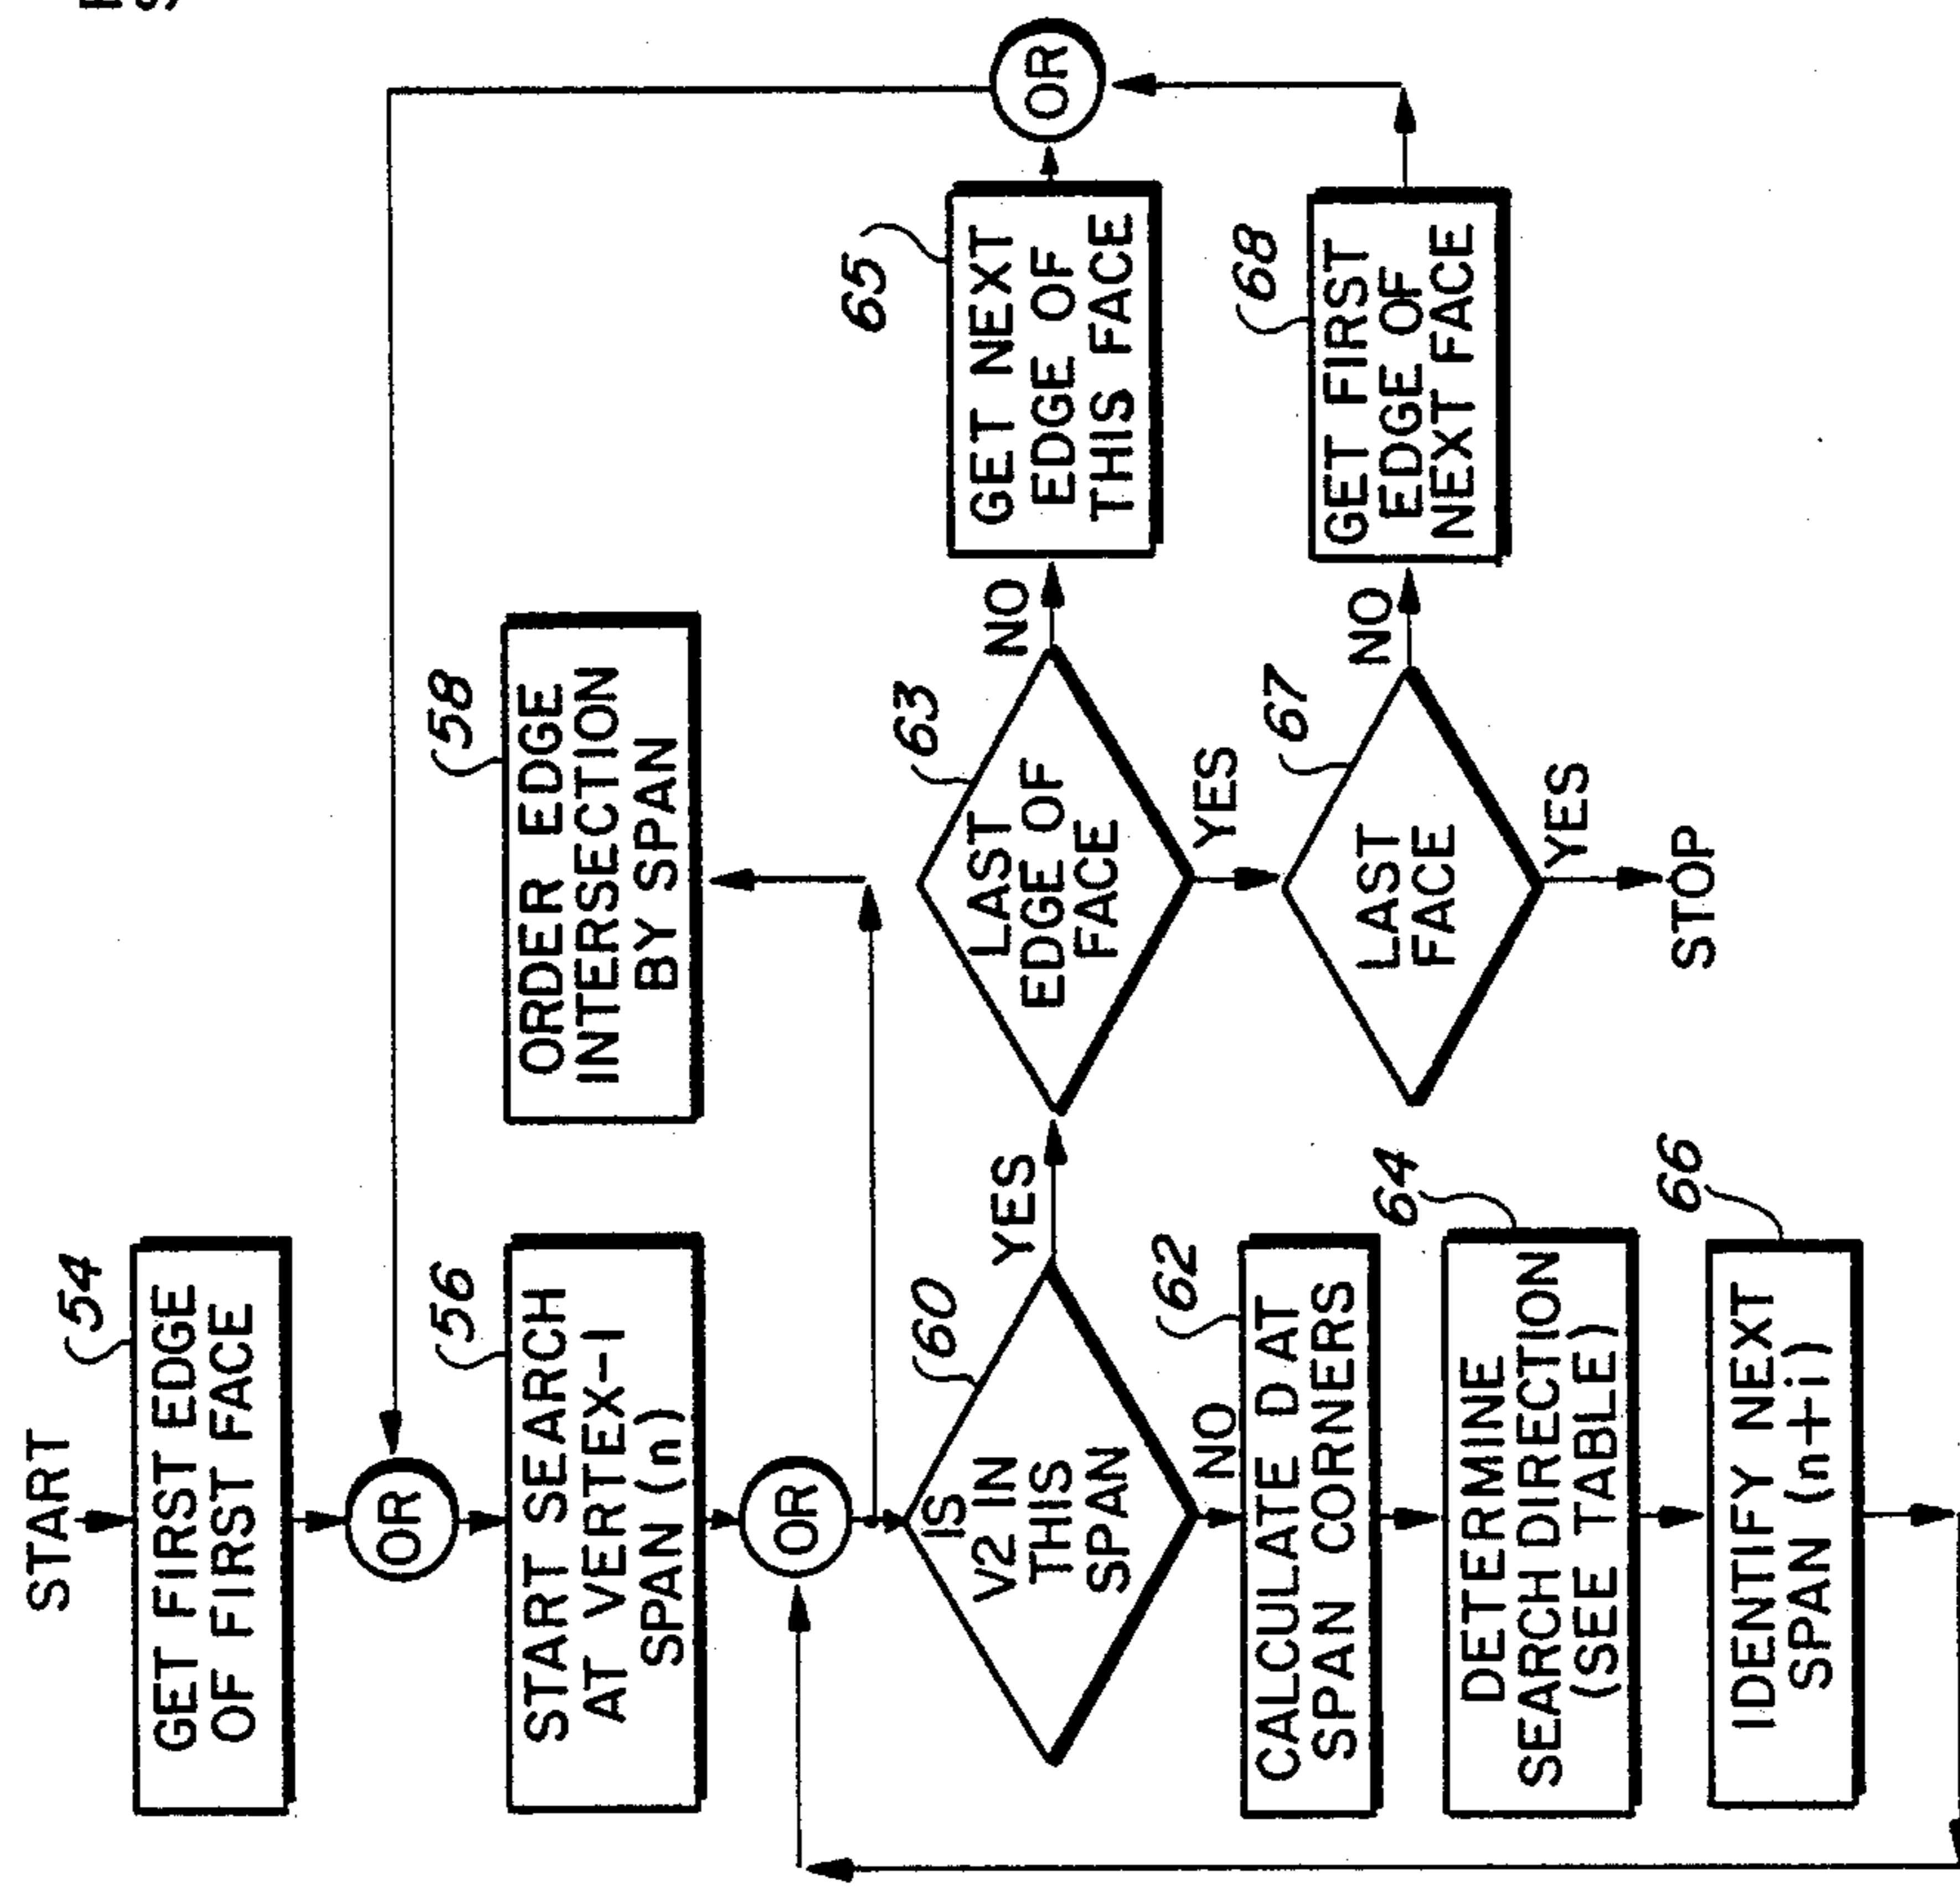 START
54
GET FIRST EDGE
OF FIRST FACE
OR
56
START SEARCH
AT VERTEX-1
SPAN (n)
58
ORDER EDGE
INTERSECTION
BY SPAN
OR
60
IS
V2 IN
THIS
SPAN
YES
NO
63
LAST
EDGE OF
FACE
NO
YES
65
GET NEXT
EDGE OF
THIS FACE
OR
62
CALCULATE D AT
SPAN CORNERS
67
LAST
FACE
NO
YES
STOP
68
GET FIRST
EDGE OF
NEXT FACE
64
DETERMINE
SEARCH DIRECTION
(SEE TABLE)
66
IDENTIFY NEXT
SPAN (n+i)